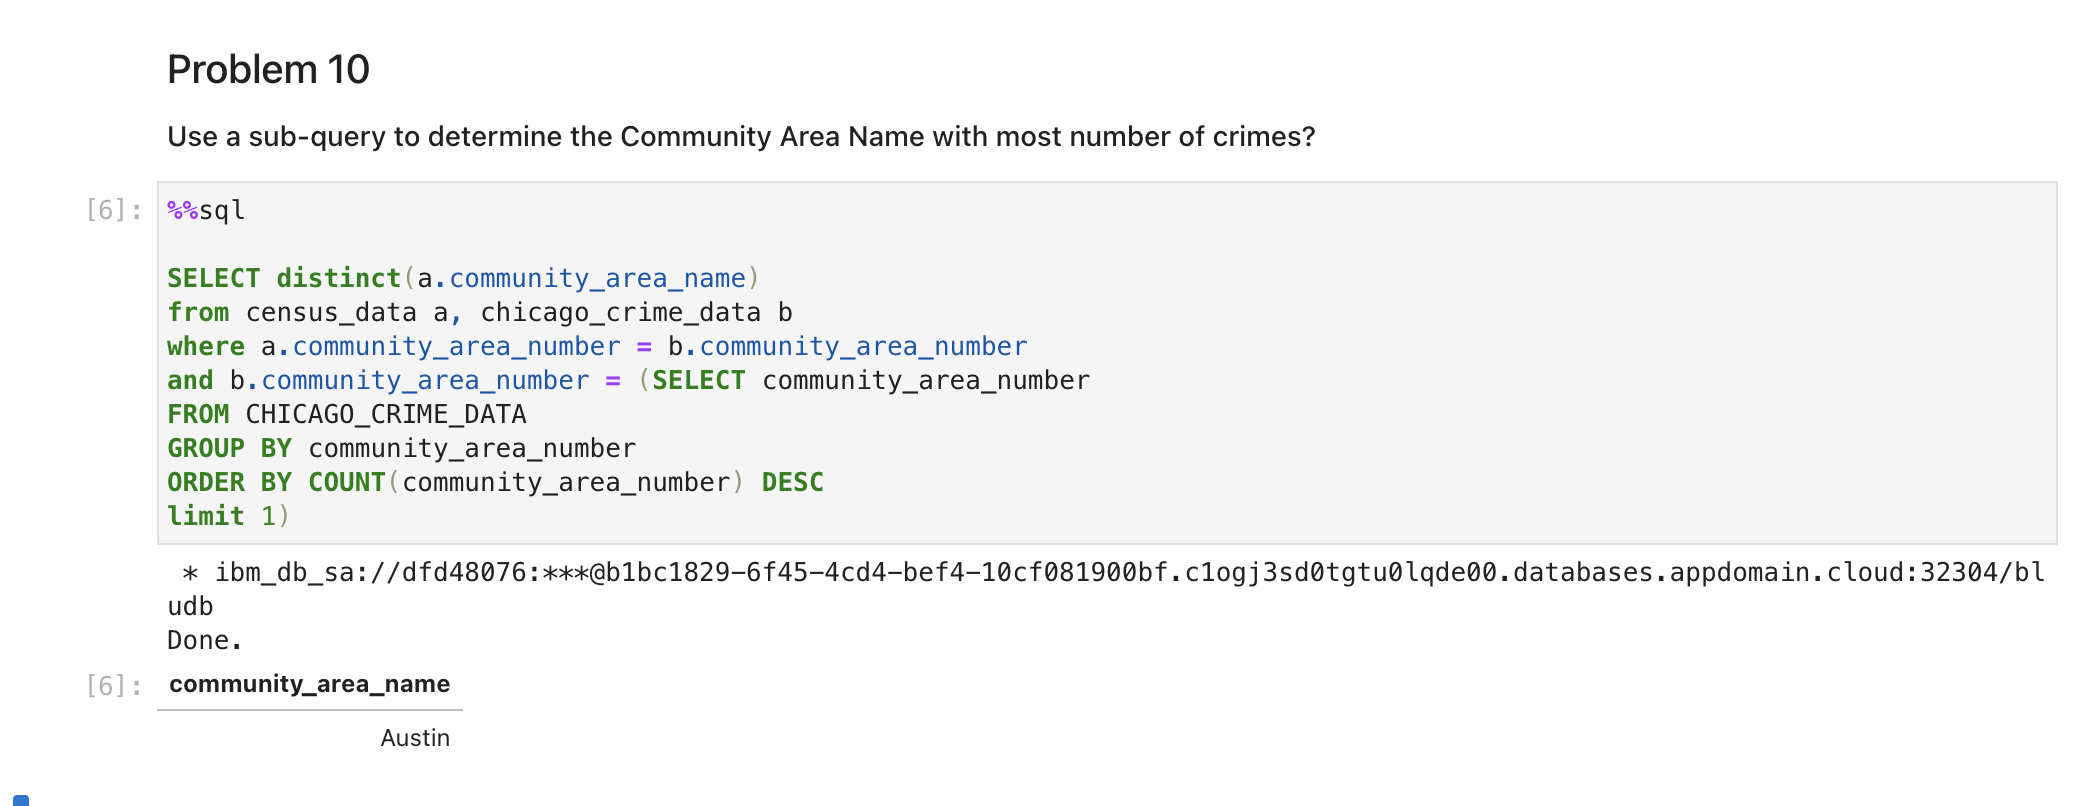 Problem 10
Use a sub-query to determine the Community Area Name with most number of crimes?
[6]: %%sql
SELECT distinct(a.community_area_name)
from census_data a, chicago_crime_data b
where a.community_area_number = b.community_area_number
and b.community_area_number = (SELECT community_area_number
FROM CHICAGO_CRIME_DATA
GROUP BY community_area_number
ORDER BY COUNT(community_area_number) DESC
limit 1)
* ibm_db_sa://dfd48076:***@b1bc1829-6f45-4cd4-bef4-10cf081900bf.c1ogj3sd0tgtu0lqde00.databases.appdomain.cloud:32304/bl
udb
Done.
[6]: community_area_name
Austin